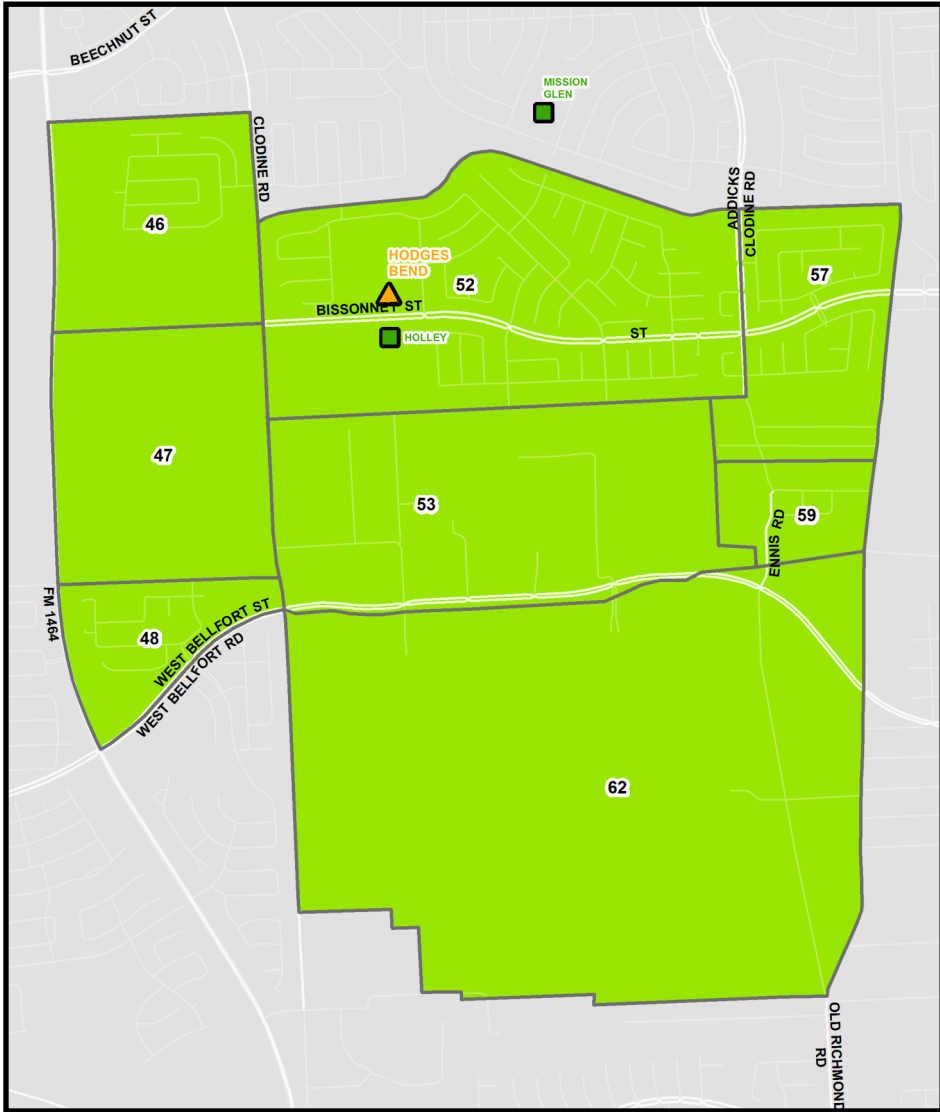 BEECHNUT ST
MISSION
GLEN
CLODINE RD
ADDICKS
CLODINE RD
46
HODGES
BEND
52
57
BISSONNET ST
ST
HOLLEY
47
53
59
ENNIS RD
FM 1464
48
WEST BELLFORT ST
WEST BELLFORT RD
62
OLD RICHMOND
RD